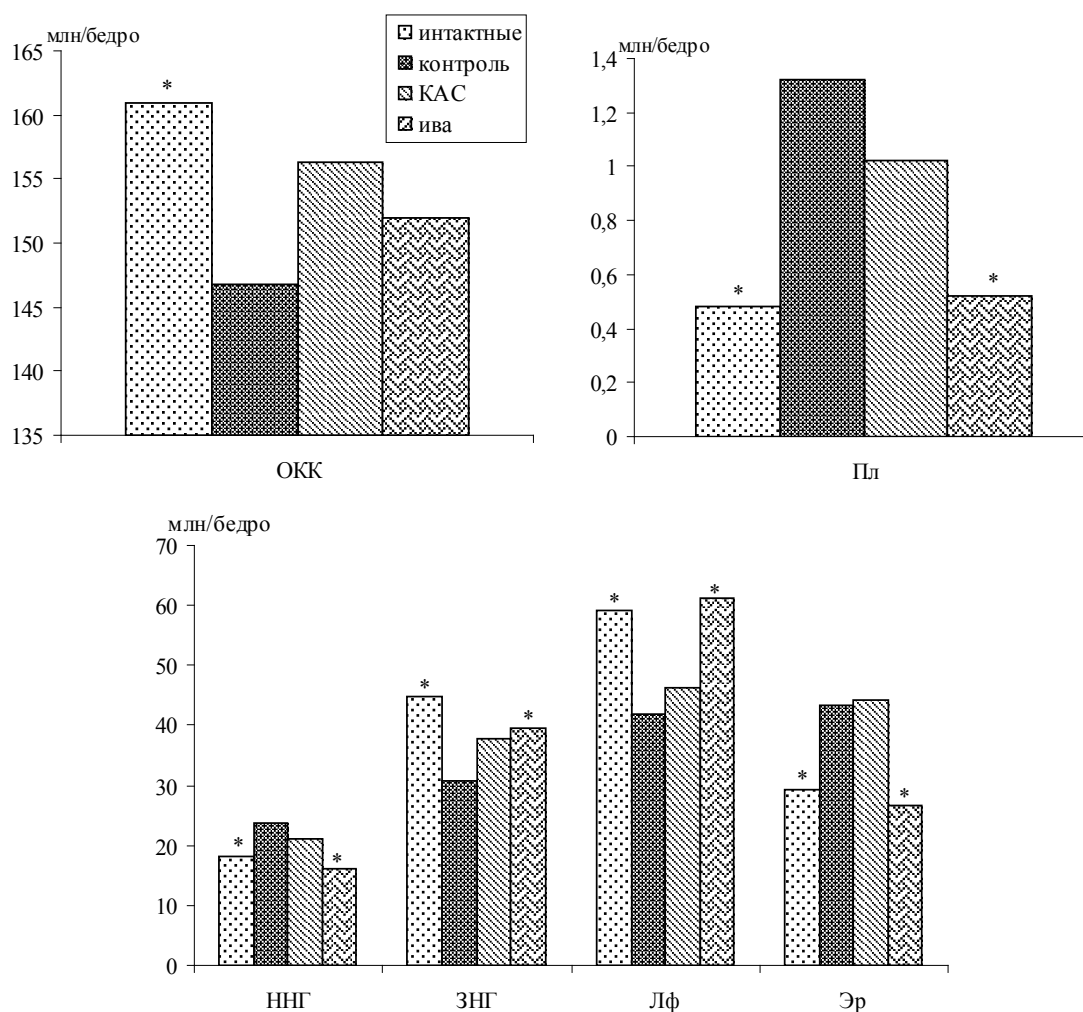 млн/бедро
165
160
155
150
145
140
135
*
ОКК
интактные
контроль
КАС
ива
млн/бедро
1,4
1,2
1
0,8
0,6
0,4
0,2
0
* *
Пл
млн/бедро
70
60
50
40
30
20
10
0
* * * * * * * *
ННГ ЗНГ Лф Эр